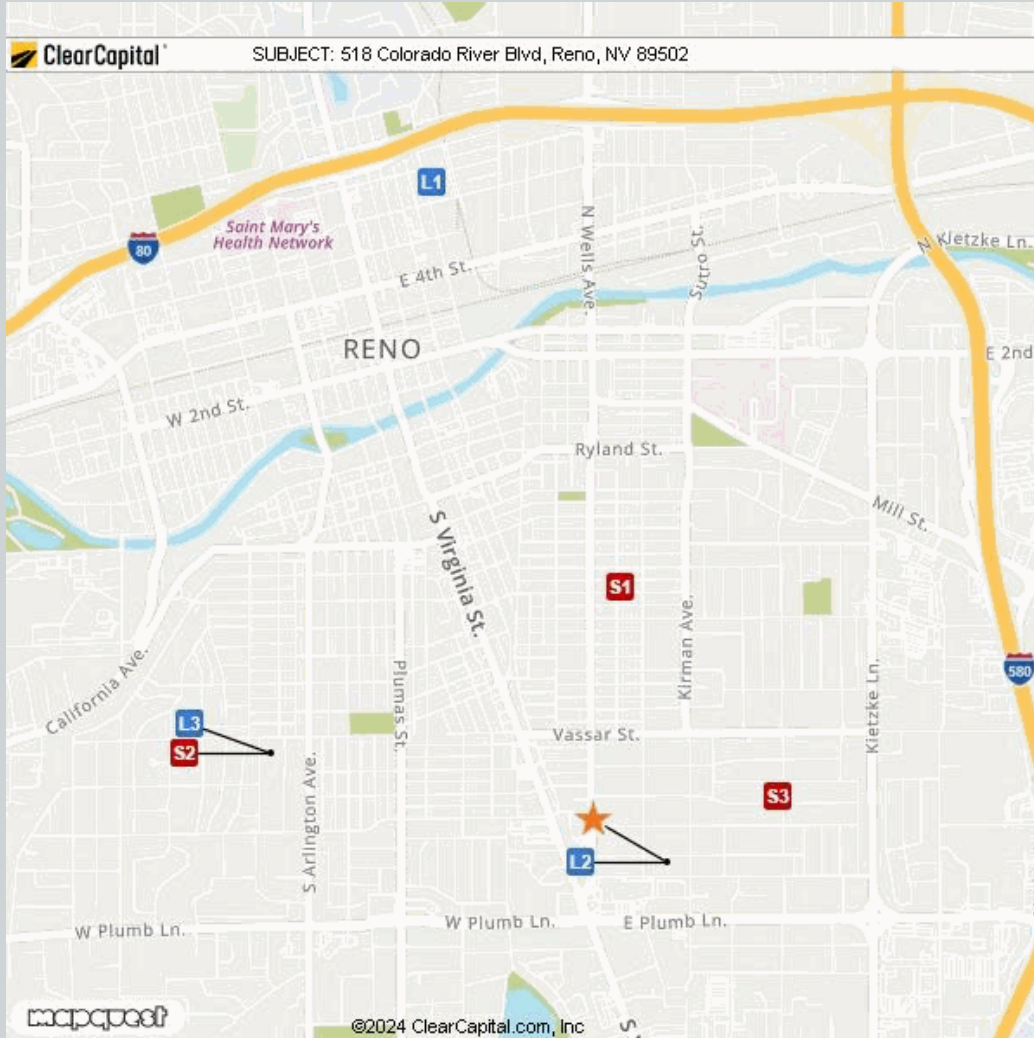 ClearCapital
SUBJECT: 518 Colorado River Blvd, Reno, NV 89502
L1
N Wells Ave.
Sutro St.
Saint Mary's
Health Network
80
N Kietzke Ln.
E 4th St.
RENO
E 2nd
W 2nd St.
Ryland St.
Mill St.
S Virginia St.
S1
Kirman Ave.
California Ave.
Plumas St.
Kietzke Ln.
580
L3
S2
Vassar St.
S.Arlington Ave.
S3
L2
W Plumb Ln.
W Plumb Ln.
E Plumb Ln.
mapquest
©2024 ClearCapital.com, Inc
S